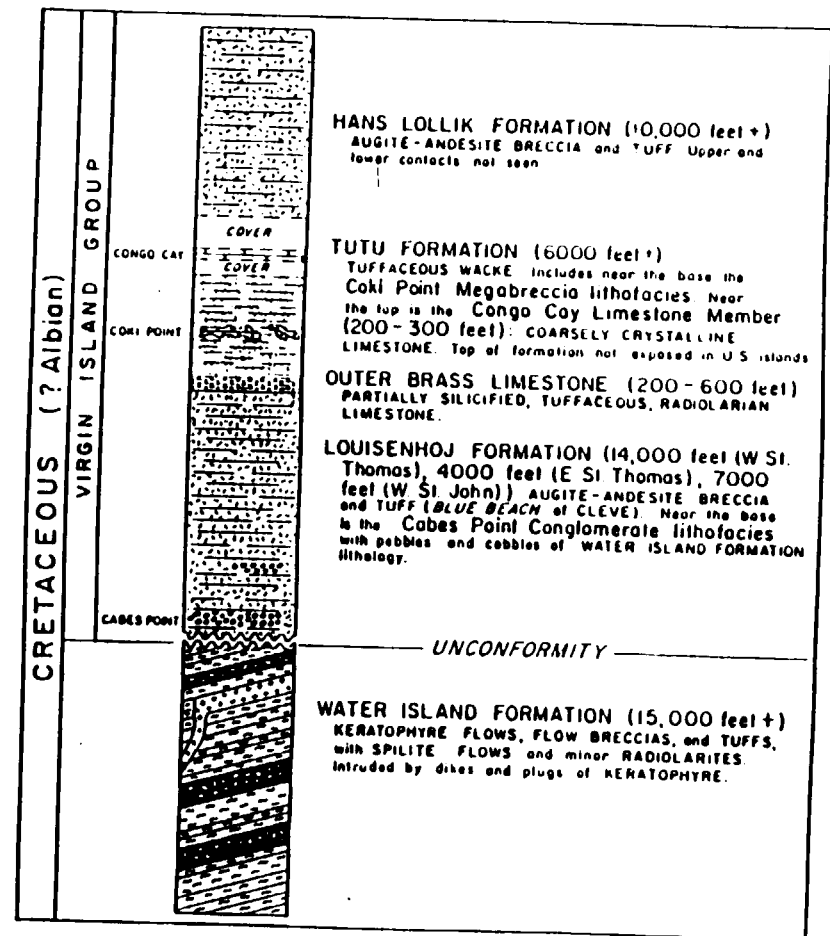 CRETACEOUS (?Albian)
VIRGIN ISLAND GROUP
HANS LOLLIK FORMATION (10,000 feet +)
AUGITE-ANDESITE BRECCIA and TUFF Upper and
lower contacts not seen
COVER
CONGO CAY
COVER
TUTU FORMATION (6000 feet +)
TUFFACEOUS WACKE Includes near the base the
Coki Point Megabreccia lithofacies. Near
the top is the Congo Cay Limestone Member
(200-300 feet): COARSELY CRYSTALLINE
LIMESTONE. Top of formation not exposed in U S islands
COKI POINT
OUTER BRASS LIMESTONE (200-600 feet)
PARTIALLY SILICIFIED, TUFFACEOUS, RADIOLARIAN
LIMESTONE.
LOUISENHOJ FORMATION (14,000 feet (W St.
Thomas), 4000 feet (E St. Thomas), 7000
feet (W. St. John)) AUGITE-ANDESITE BRECCIA
and TUFF (BLUE BEACH of CLEVE). Near the base
is the Cabes Point Conglomerate lithofacies
with pebbles and cobbles of WATER ISLAND FORMATION
lithology.
CABES POINT
UNCONFORMITY
WATER ISLAND FORMATION (15,000 feet +)
KERATOPHYRE FLOWS, FLOW BRECCIAS, and TUFFS,
with SPILITE FLOWS and minor RADIOLARITES.
Intruded by dikes and plugs of KERATOPHYRE.